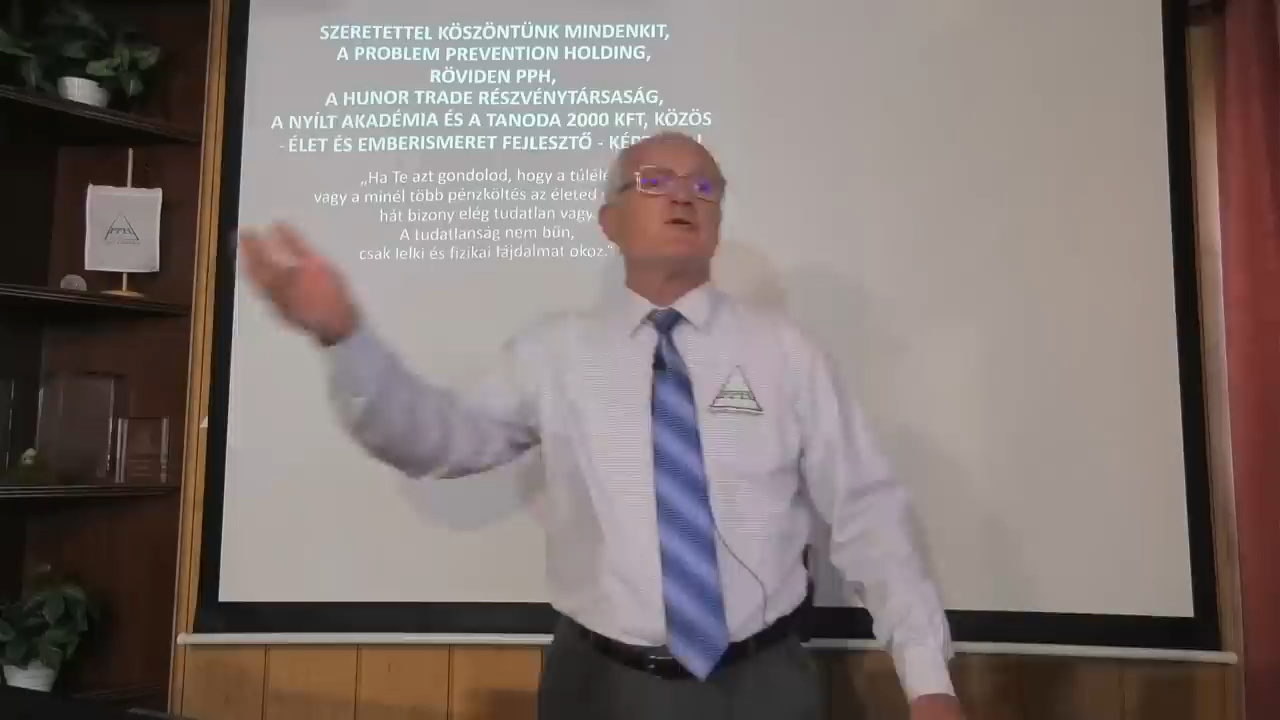 SZERETETTEL KÖSZÖNTÜNK MINDENKIT,
A PROBLEM PREVENTION HOLDING,
RÖVIDEN PPH,
A HUNOR TRADE RÉSZVÉNYTÁRSASÁG,
A NYÍLT AKADÉMIA ÉS A TANODA 2000 KFT, KÖZÖS
- ÉLET ÉS EMBERISMERET FEJLESZTŐ -
„Ha Te azt gondolod, hogy a
vagy a minél több pénzköltés az életed
hát bizony elég tudatlan vagy
A tudatlanság nem bűn,
csak lelki és fizikai fájdalmat okoz.”